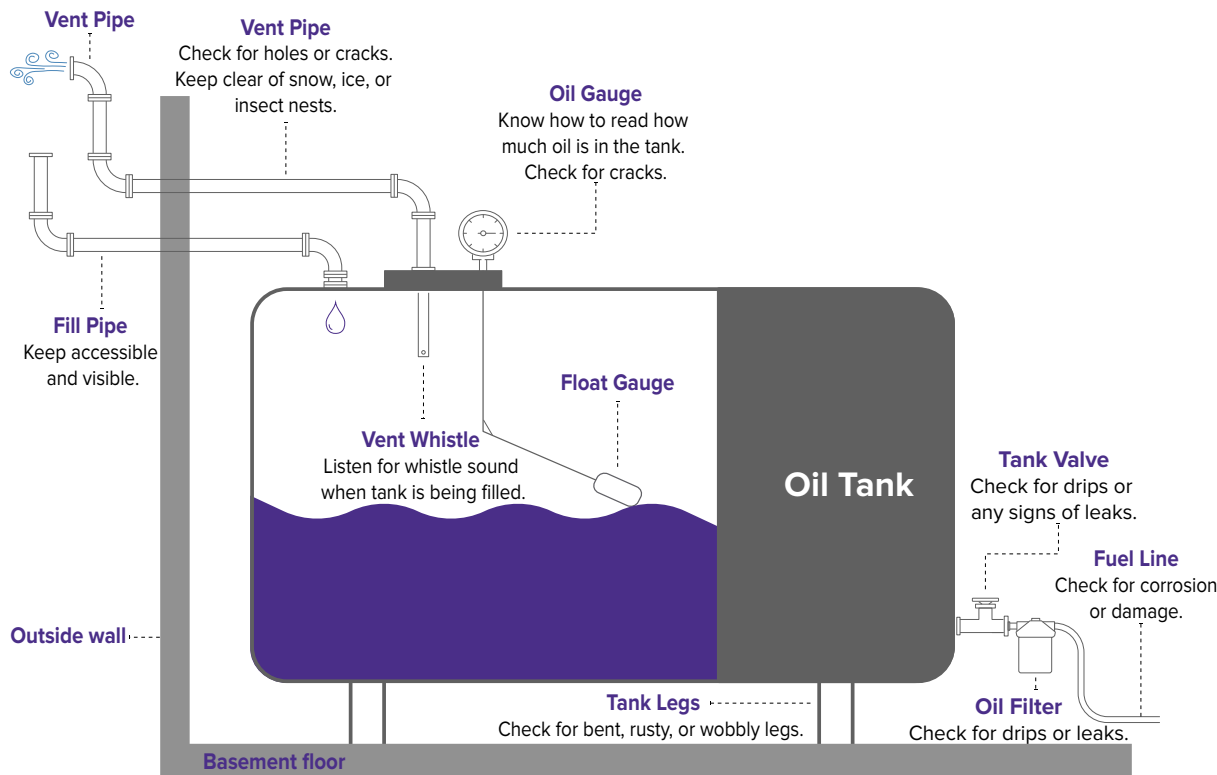 Vent Pipe
Vent Pipe
Check for holes or cracks.
Keep clear of snow, ice, or
insect nests.
Oil Gauge
Know how to read how
much oil is in the tank.
Check for cracks.
Fill Pipe
Keep accessible
and visible.
Float Gauge
Vent Whistle
Listen for whistle sound
when tank is being filled.
Oil Tank
Tank Valve
Check for drips or
any signs of leaks.
Fuel Line
Check for corrosion
or damage.
Outside wall
Tank Legs
Check for bent, rusty, or wobbly legs.
Oil Filter
Check for drips or leaks.
Basement floor